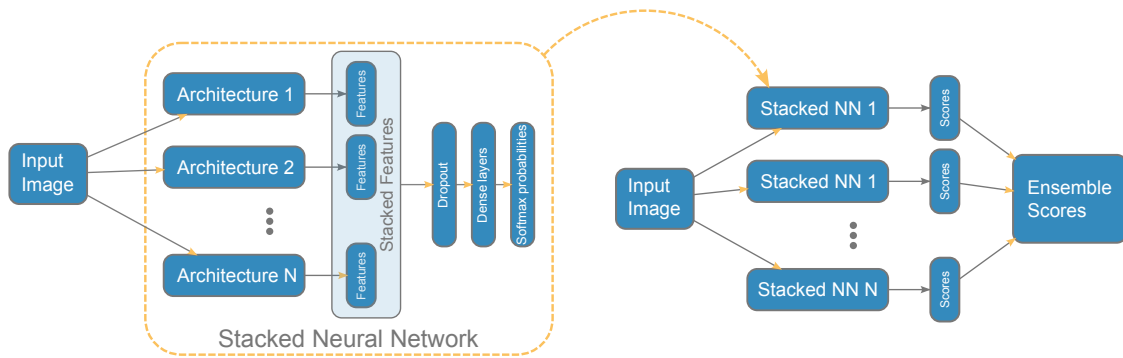 Input
Image
Architecture 1
Architecture 2
Architecture N
Features
Features
Features
Stacked Features
Dropout
Dense layers
Softmax probabilities
Stacked Neural Network
Input
Image
Stacked NN 1
Stacked NN 1
Stacked NN N
Scores
Scores
Scores
Ensemble
Scores